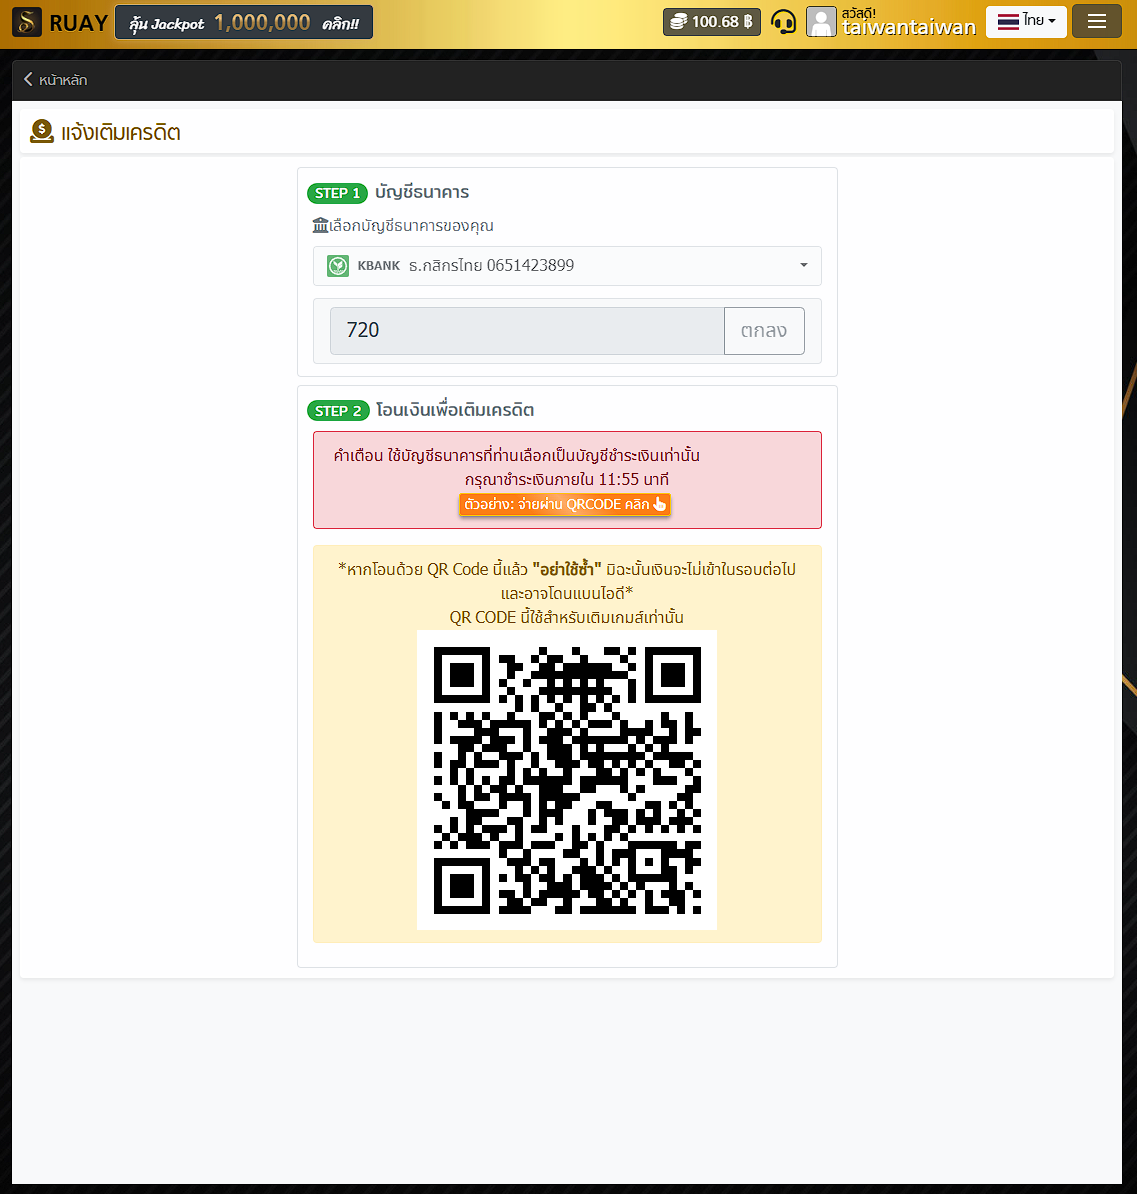 RUAY
ลุ้น Jackpot 1,000,000 คลิก!!
100.68 ฿
สวัสดี!
taiwantaiwan
ไทย
หน้าหลัก
แจ้งเติมเครดิต
STEP 1 บัญชีธนาคาร
เลือกบัญชีธนาคารของคุณ
KBANK ธ.กสิกรไทย 0651423899
720
ตกลง
STEP 2 โอนเงินเพื่อเติมเครดิต
คำเตือน ใช้บัญชีธนาคารที่ท่านเลือกเป็นบัญชีชำระเงินเท่านั้น
กรุณาชำระเงินภายใน 11:55 นาที
ตัวอย่าง: จ่ายผ่าน QRCODE คลิก
*หากโอนด้วย QR Code นี้แล้ว "อย่าใช้ซ้ำ" มิฉะนั้นเงินจะไม่เข้าในรอบต่อไป
และอาจโดนแบนไอดี*
QR CODE นี้ใช้สำหรับเติมเกมส์เท่านั้น